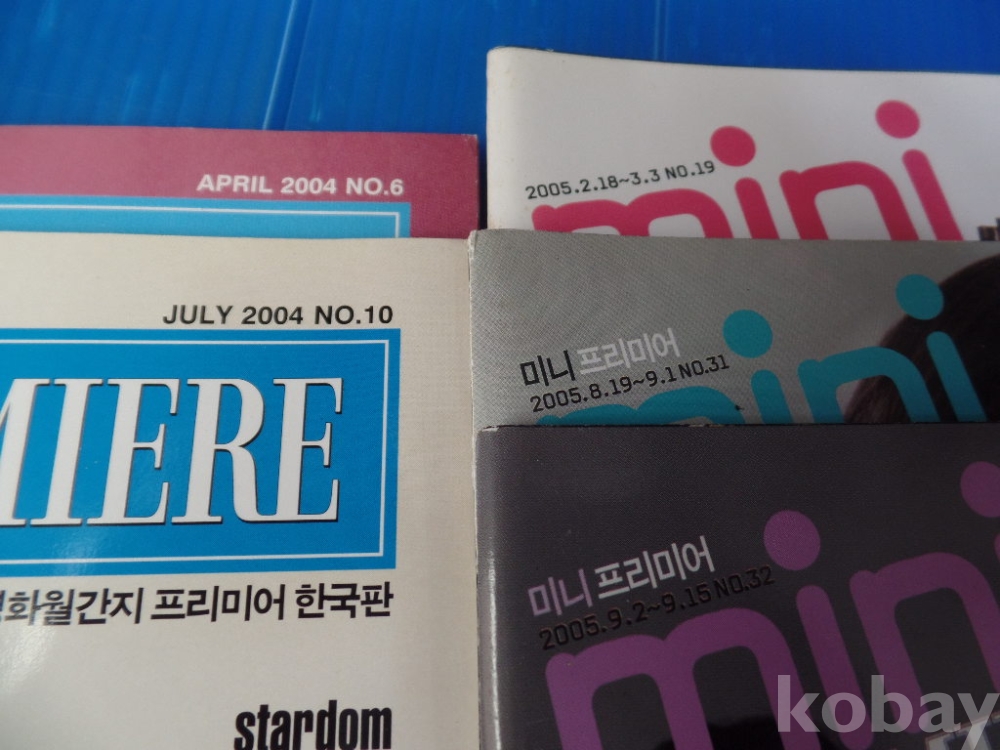 APRIL 2004 NO.6
JULY 2004 NO.10
MIERE
화월간지 프리미어 한국판
stardom
2005.2.18~3.3 NO.19
mini
미니 프리미어
2005.8.19~9.1 NO.31
mini
미니 프리미어
2005.9.2~9.15 NO.32
mini
kobay